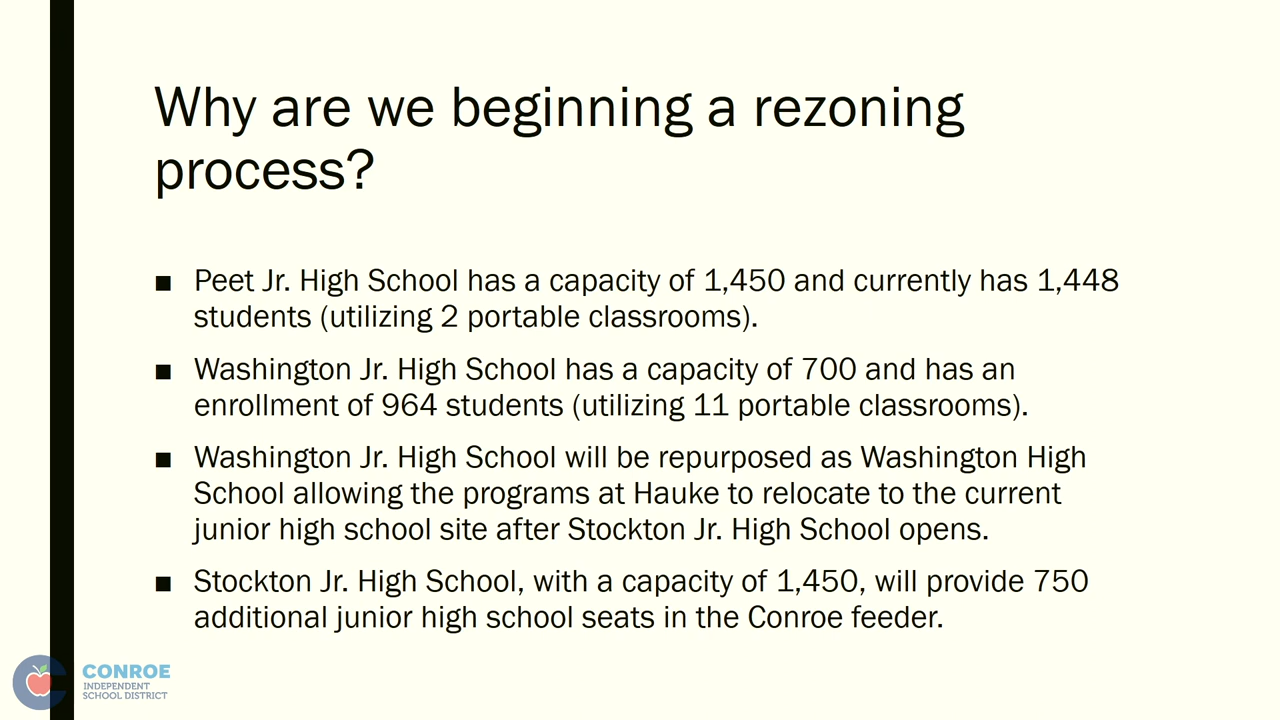 Why are we beginning a rezoning
process?
■ Peet Jr. High School has a capacity of 1,450 and currently has 1,448
students (utilizing 2 portable classrooms).
■ Washington Jr. High School has a capacity of 700 and has an
enrollment of 964 students (utilizing 11 portable classrooms).
■ Washington Jr. High School will be repurposed as Washington High
School allowing the programs at Hauke to relocate to the current
junior high school site after Stockton Jr. High School opens.
■ Stockton Jr. High School, with a capacity of 1,450, will provide 750
additional junior high school seats in the Conroe feeder.
CONROE
INDEPENDENT
SCHOOL DISTRICT